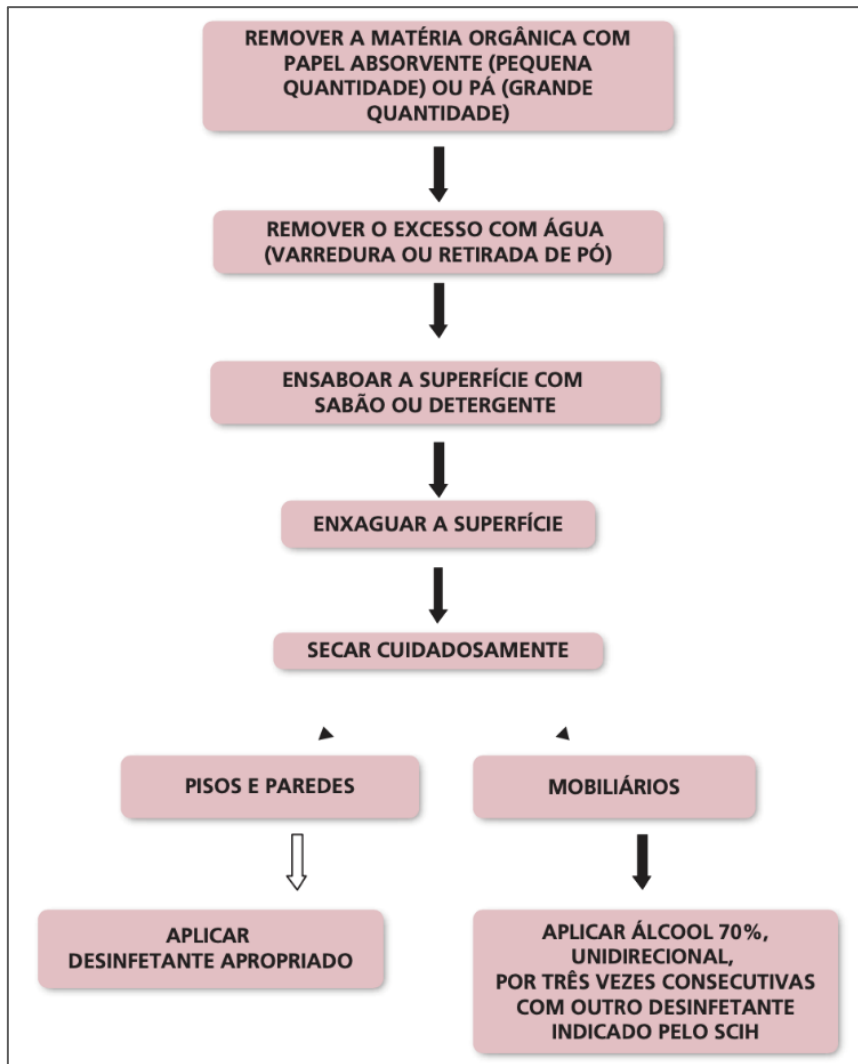 REMOVER A MATÉRIA ORGÂNICA COM
PAPEL ABSORVENTE (PEQUENA
QUANTIDADE) OU PÁ (GRANDE
QUANTIDADE)
REMOVER O EXCESSO COM ÁGUA
(VARREDURA OU RETIRADA DE PÓ)
ENSABOAR A SUPERFÍCIE COM
SABÃO OU DETERGENTE
ENXAGUAR A SUPERFÍCIE
SECAR CUIDADOSAMENTE
PISOS E PAREDES
MOBILIÁRIOS
APLICAR
DESINFETANTE APROPRIADO
APLICAR ÁLCOOL 70%,
UNIDIRECIONAL,
POR TRÊS VEZES CONSECUTIVAS
COM OUTRO DESINFETANTE
INDICADO PELO SCIH